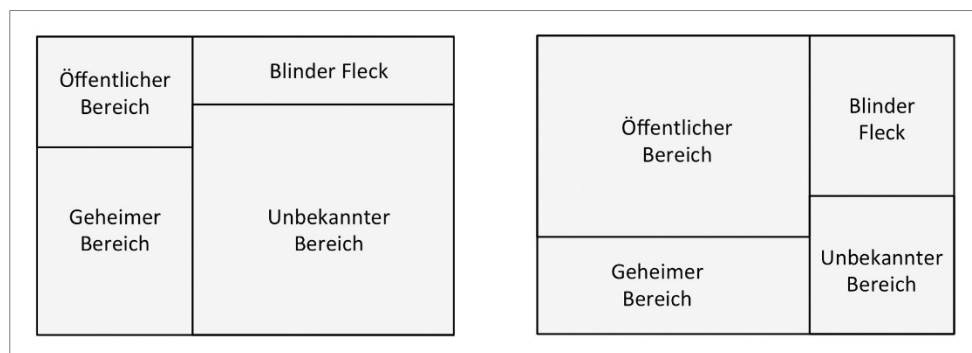 Öffentlicher
Bereich
Blinder Fleck
Geheimer
Bereich
Unbekannter
Bereich
Öffentlicher
Bereich
Blinder
Fleck
Geheimer
Bereich
Unbekannter
Bereich